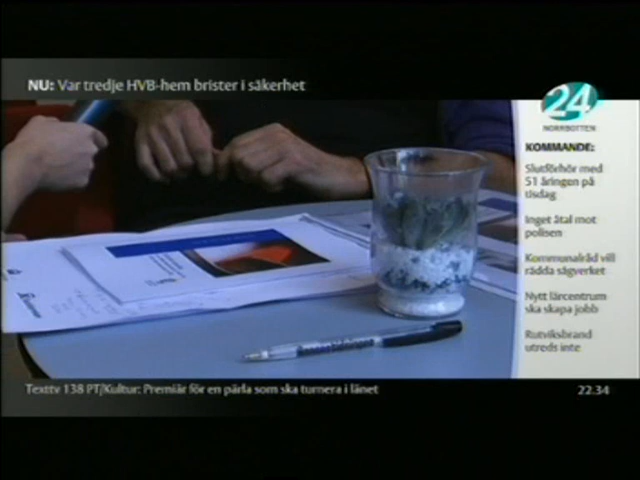 NU: Var tredje HVB-hem brister i säkerhet
24
NORRBOTTEN
KOMMANDE:
Slutförhör med
51 åringen på
tisdag
Inget åtal mot
polisen
Kommunalråd vill
rädda sågverket
Nytt lärcentrum
ska skapa jobb
Rutviksbrand
utreds inte
Texttv 138 PT/Kultur: Premiär för en pärla som ska turnera i länet
22.34